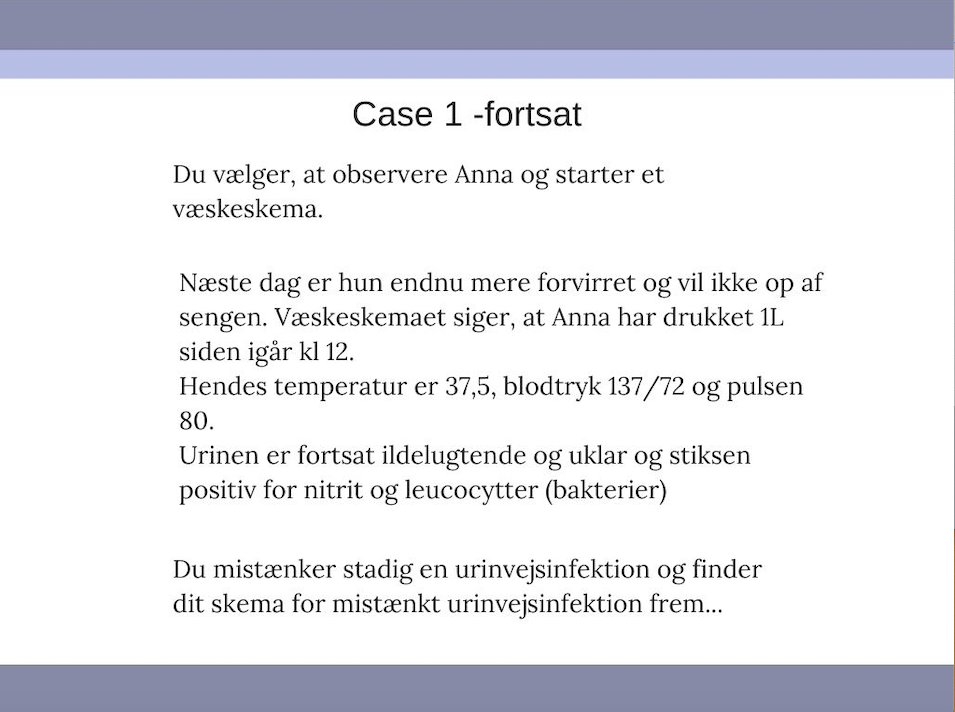 Case 1 -fortsat
Du vælger, at observere Anna og starter et
væskeskema.
Næste dag er hun endnu mere forvirret og vil ikke op af
sengen. Væskeskemaet siger, at Anna har drukket 1L
siden igår kl 12.
Hendes temperatur er 37,5, blodtryk 137/72 og pulsen
80.
Urinen er fortsat ildelugtende og uklar og stiksen
positiv for nitrit og leucocytter (bakterier)
Du mistænker stadig en urinvejsinfektion og finder
dit skema for mistænkt urinvejsinfektion frem...